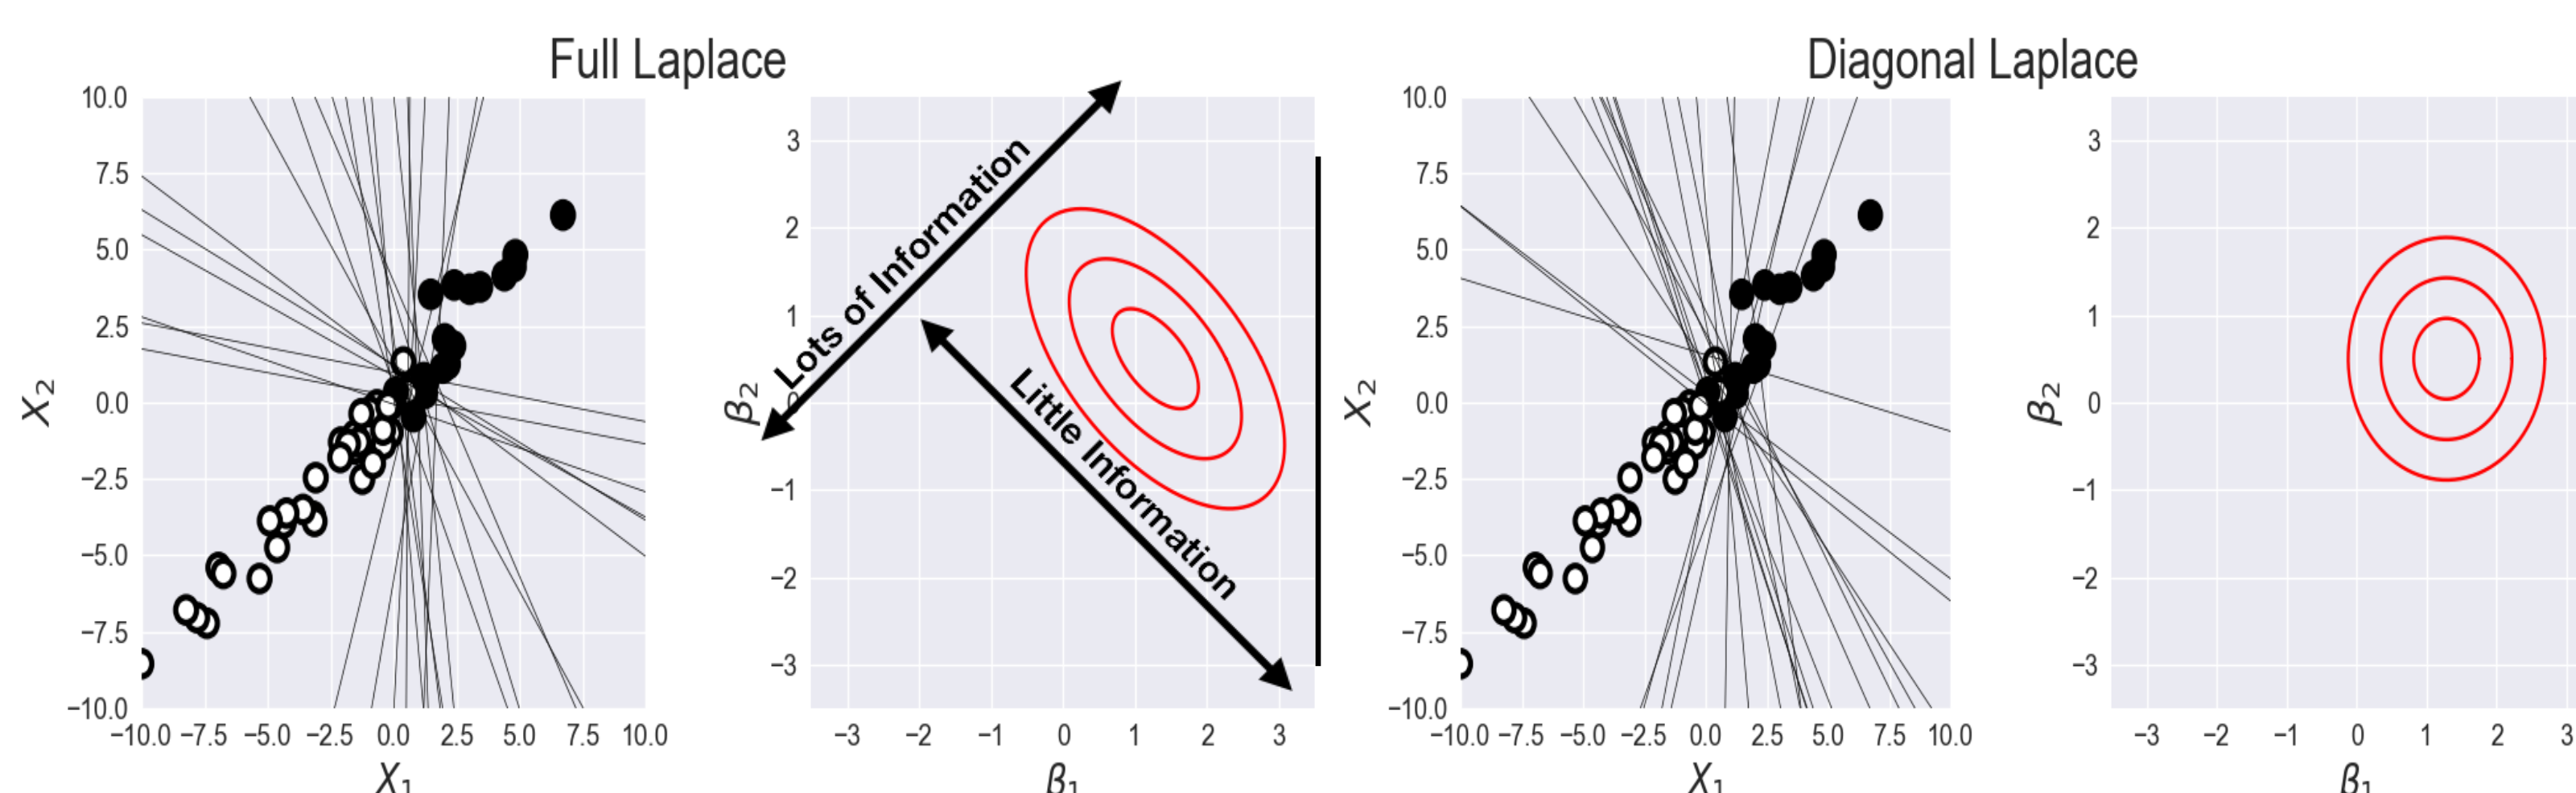 Full Laplace
10.0
7.5
5.0
2.5
0.0
−2.5
−5.0
−7.5
−10.0
X₂
−10.0 −7.5 −5.0 −2.5 0.0 2.5 5.0 7.5 10.0
X₁
3
2
1
0
−1
−2
−3
β₂
Lots of Information
Little Information
−3 −2 −1 0 1 2 3
β₁
Diagonal Laplace
10.0
7.5
5.0
2.5
0.0
−2.5
−5.0
−7.5
−10.0
X₂
−10.0 −7.5 −5.0 −2.5 0.0 2.5 5.0 7.5 10.0
X₁
3
2
1
0
−1
−2
−3
β₂
−3 −2 −1 0 1 2 3
β₁